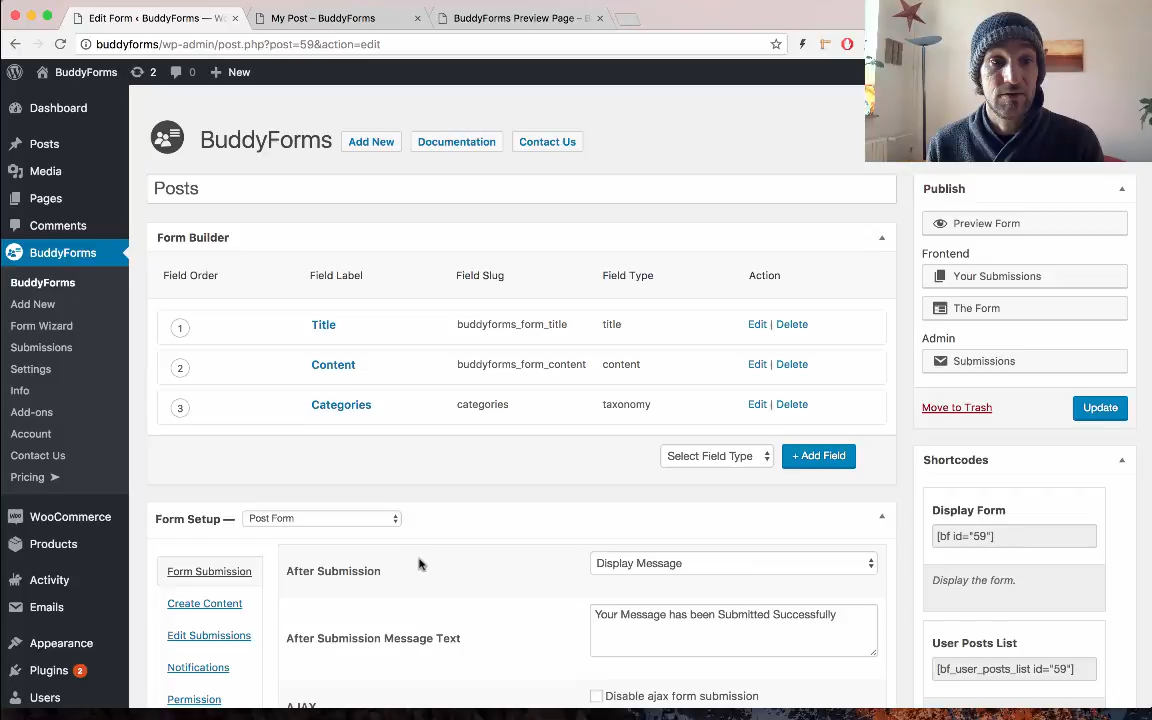 Edit Form ‹ BuddyForms — W
My Post – BuddyForms
BuddyForms Preview Page – B
buddyforms/wp-admin/post.php?post=59&action=edit
BuddyForms
2
0
New
Dashboard
Posts
Media
Pages
Comments
BuddyForms
BuddyForms
Add New
Form Wizard
Submissions
Settings
Info
Add-ons
Account
Contact Us
Pricing ➤
WooCommerce
Products
Activity
Emails
Appearance
Plugins 2
Users
BuddyForms
Add New
Documentation
Contact Us
Posts
Form Builder
Field Order Field Label Field Slug Field Type Action
1 Title buddyforms_form_title title Edit | Delete
2 Content buddyforms_form_content content Edit | Delete
3 Categories categories taxonomy Edit | Delete
Select Field Type
+ Add Field
Form Setup — Post Form
Form Submission
Create Content
Edit Submissions
Notifications
Permission
After Submission
Display Message
After Submission Message Text
Your Message has been Submitted Successfully
AJAX
Disable ajax form submission
Publish
Preview Form
Frontend
Your Submissions
The Form
Admin
Submissions
Move to Trash
Update
Shortcodes
Display Form
[bf id="59"]
Display the form.
User Posts List
[bf_user_posts_list id="59"]